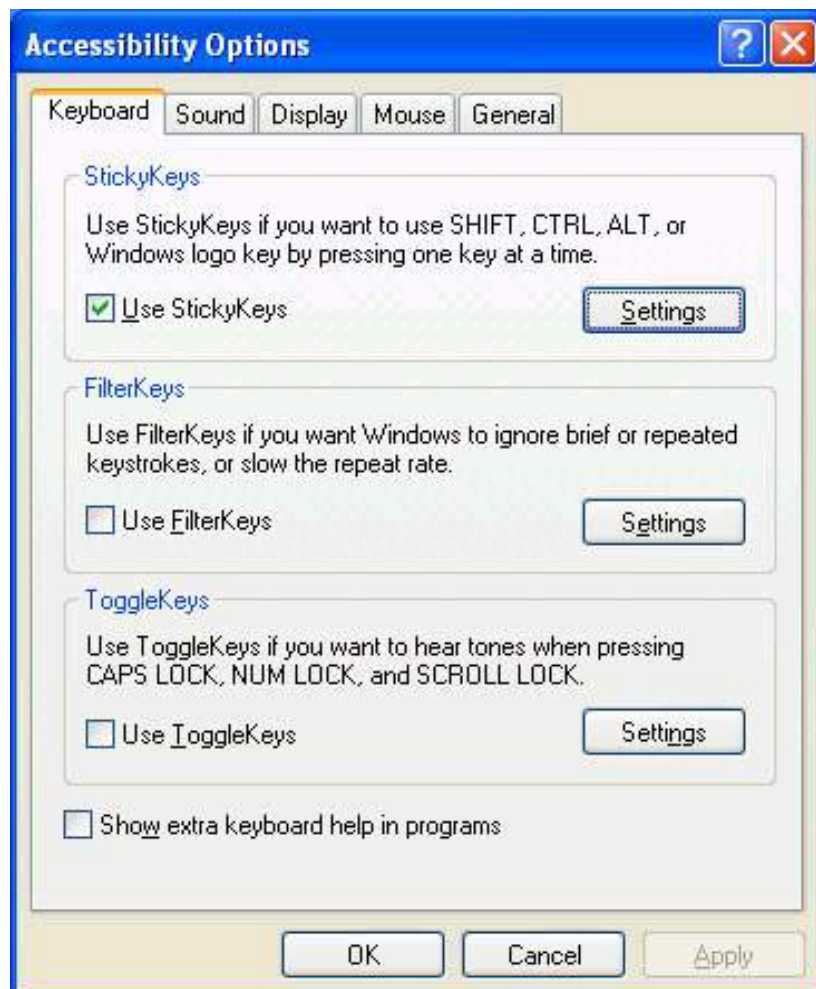 Accessibility Options
Keyboard Sound Display Mouse General
StickyKeys
Use StickyKeys if you want to use SHIFT, CTRL, ALT, or
Windows logo key by pressing one key at a time.
Use StickyKeys Settings
FilterKeys
Use FilterKeys if you want Windows to ignore brief or repeated
keystrokes, or slow the repeat rate.
Use FilterKeys Settings
ToggleKeys
Use ToggleKeys if you want to hear tones when pressing
CAPS LOCK, NUM LOCK, and SCROLL LOCK.
Use ToggleKeys Settings
Show extra keyboard help in programs
OK Cancel Apply